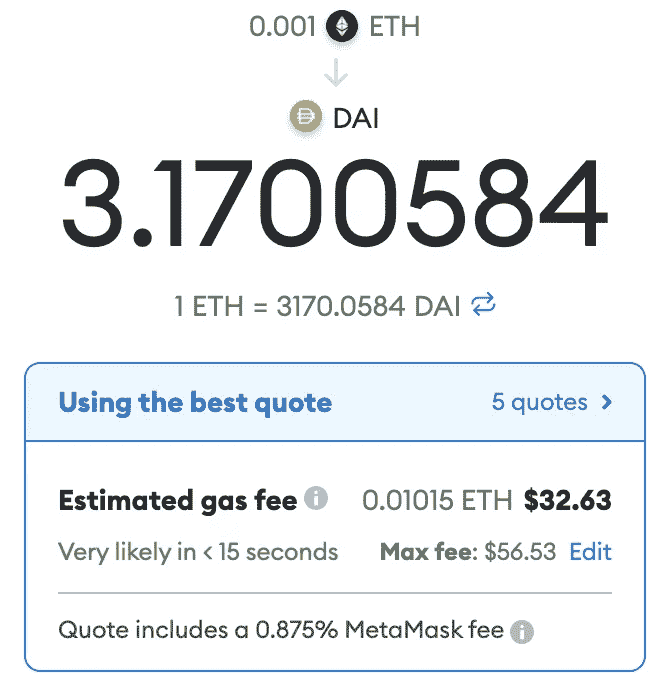 0.001 ETH
DAI
3.1700584
1 ETH = 3170.0584 DAI
Using the best quote 5 quotes >
Estimated gas fee 0.01015 ETH $32.63
Very likely in < 15 seconds Max fee: $56.53 Edit
Quote includes a 0.875% MetaMask fee